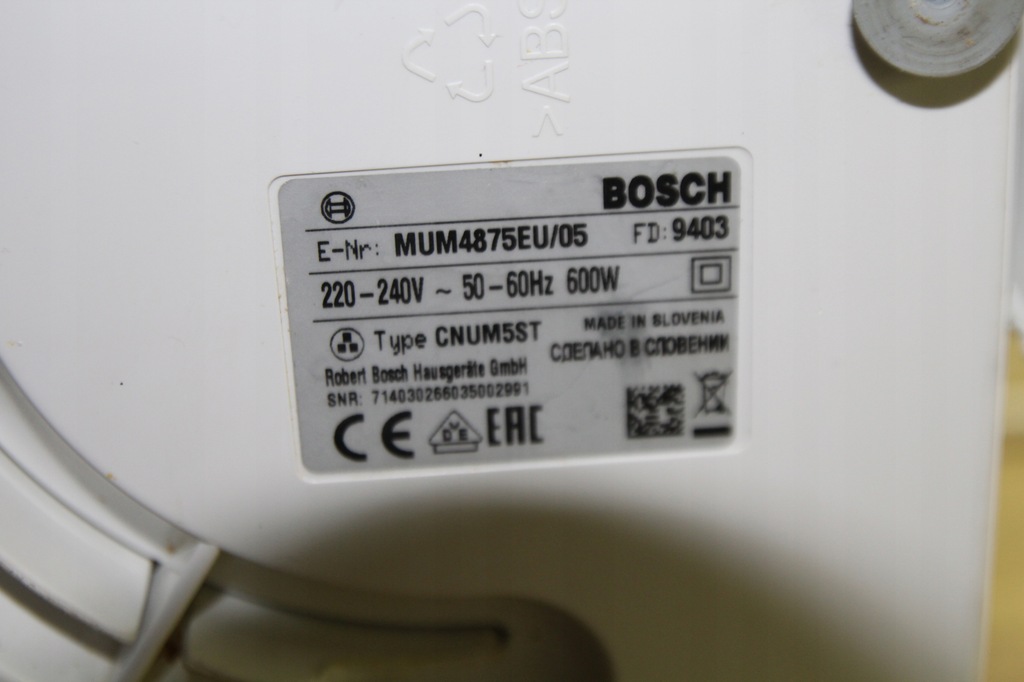 >ABS
BOSCH
E-Nr: MUM4875EU/05 FD: 9403
220-240V ~ 50-60Hz 600W
Type CNUM5ST
MADE IN SLOVENIA
СДЕЛАНО В СЛОВЕНИИ
Robert Bosch Hausgeräte GmbH
SNR: 714030266035002991
CE DVE EAC